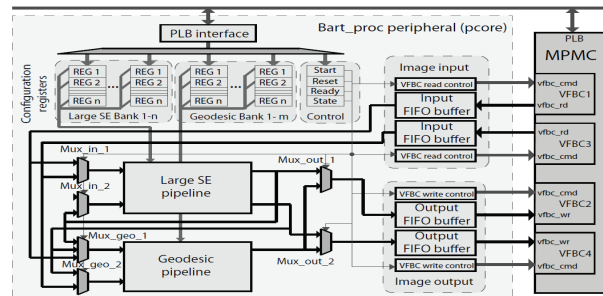 Bart_proc peripheral (pcore)
PLB interface
PLB
MPMC
Configuration
registers
REG 1
REG 2
REG n
REG 1
REG 2
REG n
REG 1
REG 2
REG n
REG 1
REG 2
REG n
Large SE Bank 1-n
Geodesic Bank 1- m
Start
Reset
Ready
State
Control
Image input
VFBC read control
Input
FIFO buffer
Input
FIFO buffer
VFBC read control
vfbc_cmd
VFBC1
vfbc_rd
vfbc_rd
VFBC3
vfbc_cmd
Mux_in_1
Mux_in_2
Mux_geo_1
Mux_geo_2
Large SE
pipeline
Geodesic
pipeline
Mux_out_1
Mux_out_2
VFBC write control
Output
FIFO buffer
Output
FIFO buffer
VFBC write control
Image output
vfbc_cmd
VFBC2
vfbc_wr
vfbc_wr
VFBC4
vfbc_cmd